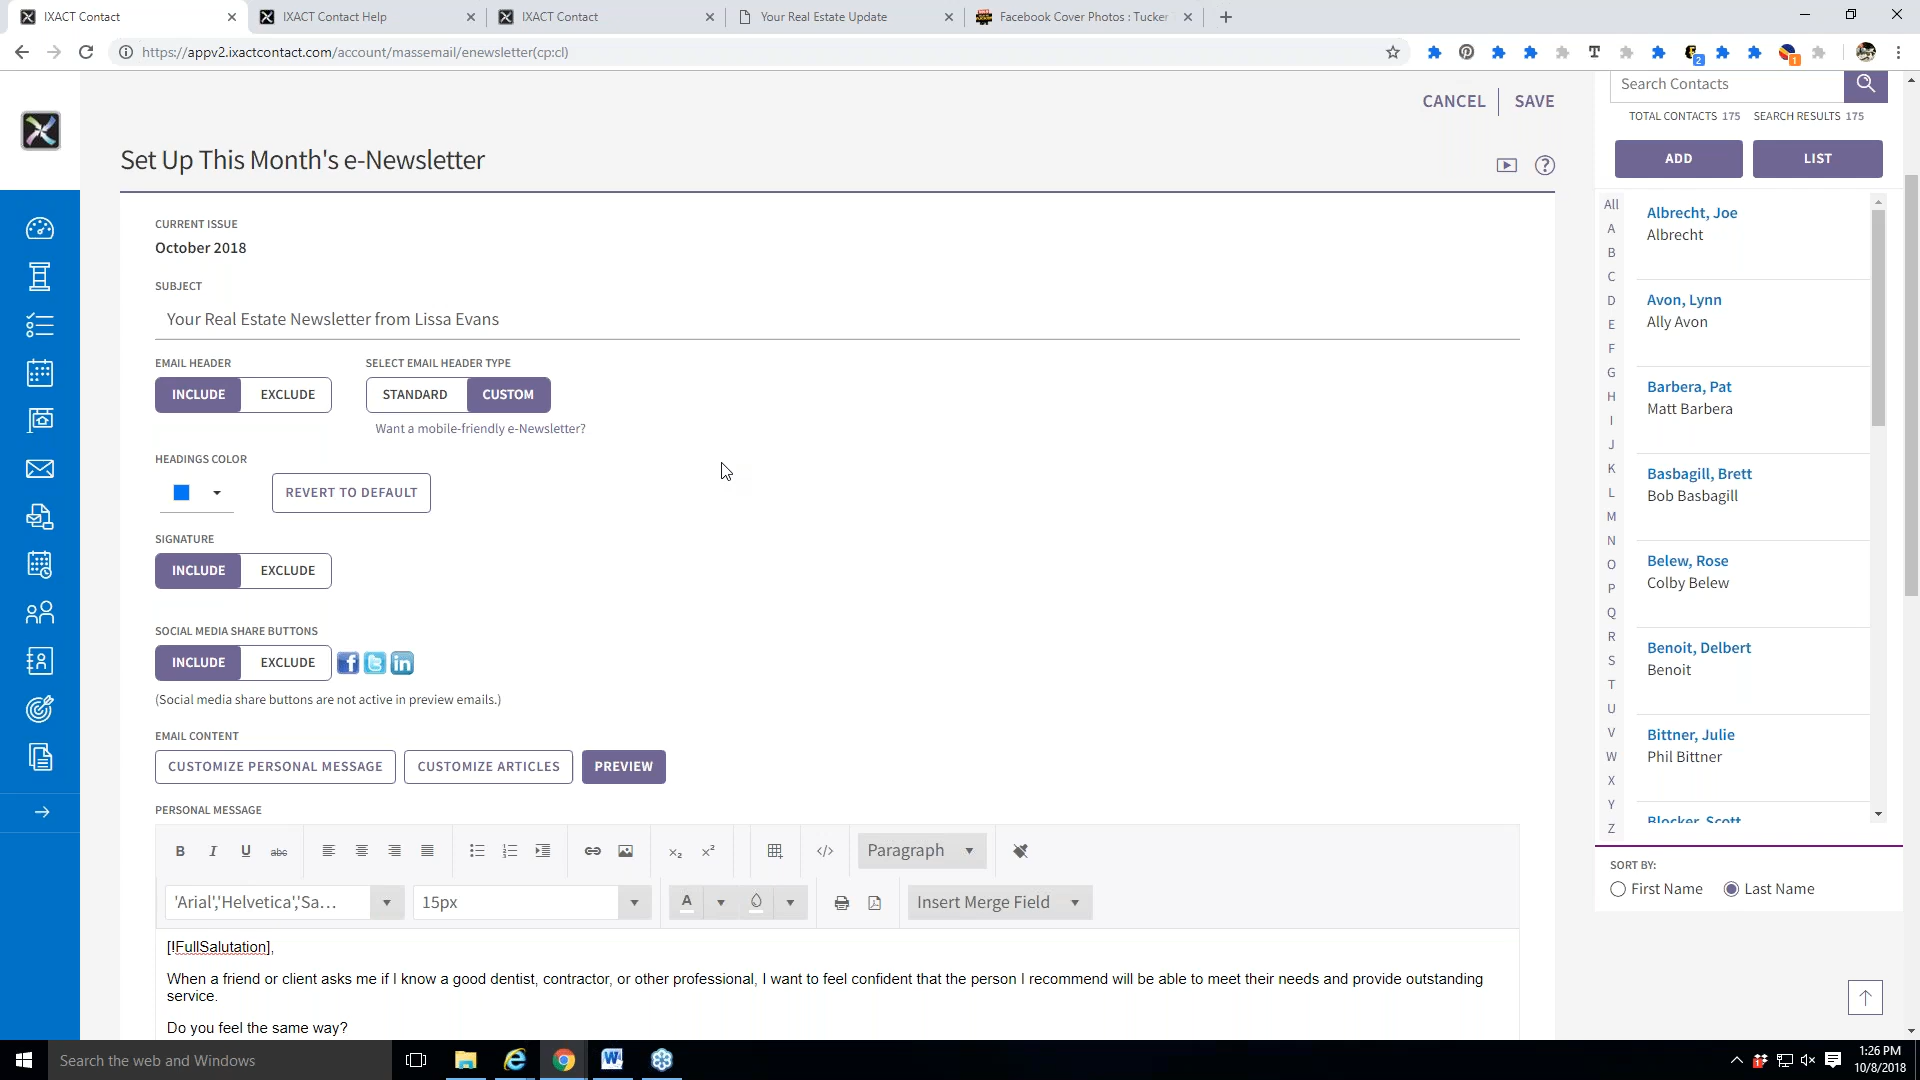 IXACT Contact
IXACT Contact Help
IXACT Contact
Your Real Estate Update
Facebook Cover Photos : Tucker
https://appv2.ixactcontact.com/account/massemail/enewsletter(cp:cl)
T
2
1
CANCEL
SAVE
Set Up This Month's e-Newsletter
CURRENT ISSUE
October 2018
SUBJECT
Your Real Estate Newsletter from Lissa Evans
EMAIL HEADER
INCLUDE
EXCLUDE
SELECT EMAIL HEADER TYPE
STANDARD
CUSTOM
Want a mobile-friendly e-Newsletter?
HEADINGS COLOR
REVERT TO DEFAULT
SIGNATURE
INCLUDE
EXCLUDE
SOCIAL MEDIA SHARE BUTTONS
INCLUDE
EXCLUDE
(Social media share buttons are not active in preview emails.)
EMAIL CONTENT
CUSTOMIZE PERSONAL MESSAGE
CUSTOMIZE ARTICLES
PREVIEW
PERSONAL MESSAGE
B I U abc
Paragraph
'Arial','Helvetica','Sa...
15px
A
Insert Merge Field
[!FullSalutation],
When a friend or client asks me if I know a good dentist, contractor, or other professional, I want to feel confident that the person I recommend will be able to meet their needs and provide outstanding
service.
Do you feel the same way?
Search Contacts
TOTAL CONTACTS 175 SEARCH RESULTS 175
ADD
LIST
All
A
B
C
D
E
F
G
H
I
J
K
L
M
N
O
P
Q
R
S
T
U
V
W
X
Y
Z
Albrecht, Joe
Albrecht
Avon, Lynn
Ally Avon
Barbera, Pat
Matt Barbera
Basbagill, Brett
Bob Basbagill
Belew, Rose
Colby Belew
Benoit, Delbert
Benoit
Bittner, Julie
Phil Bittner
Blocker, Scott
SORT BY:
First Name
Last Name
Search the web and Windows
1:26 PM
10/8/2018